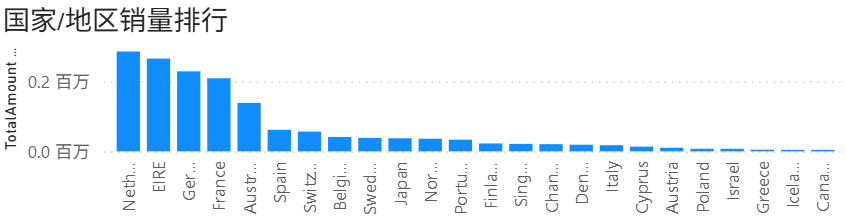 国家/地区销量排行
TotalAmount ...
0.2 百万
0.0 百万
Neth...
EIRE
Ger...
France
Austr...
Spain
Switz...
Belgi...
Swed...
Japan
Nor...
Portu...
Finla...
Sing...
Chan...
Den...
Italy
Cyprus
Austria
Poland
Israel
Greece
Icela...
Cana...